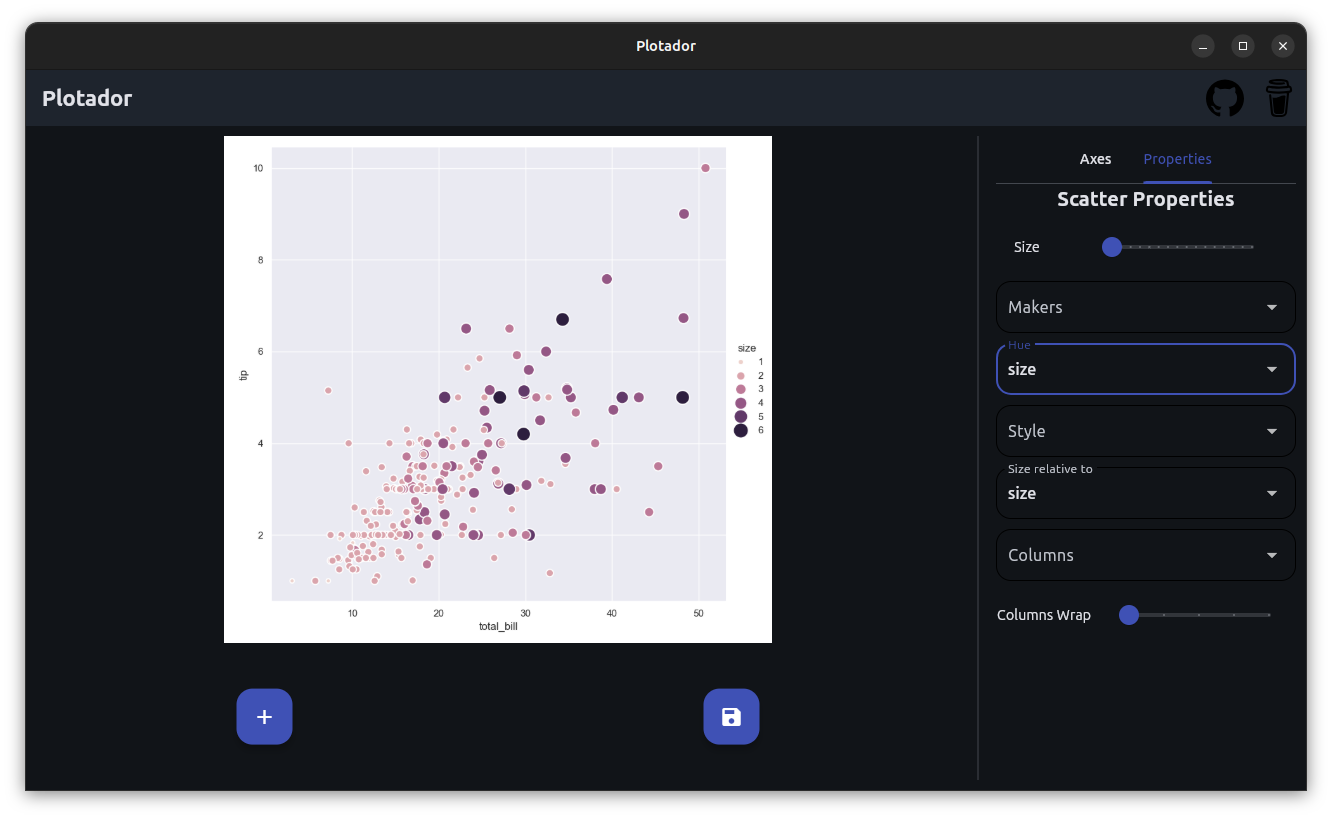 Plotador
Plotador
Axes
Properties
Scatter Properties
Size
Makers
Hue
size
Style
Size relative to
size
Columns
Columns Wrap
10
8
6
4
2
tip
10
20
30
40
50
total_bill
size
1
2
3
4
5
6